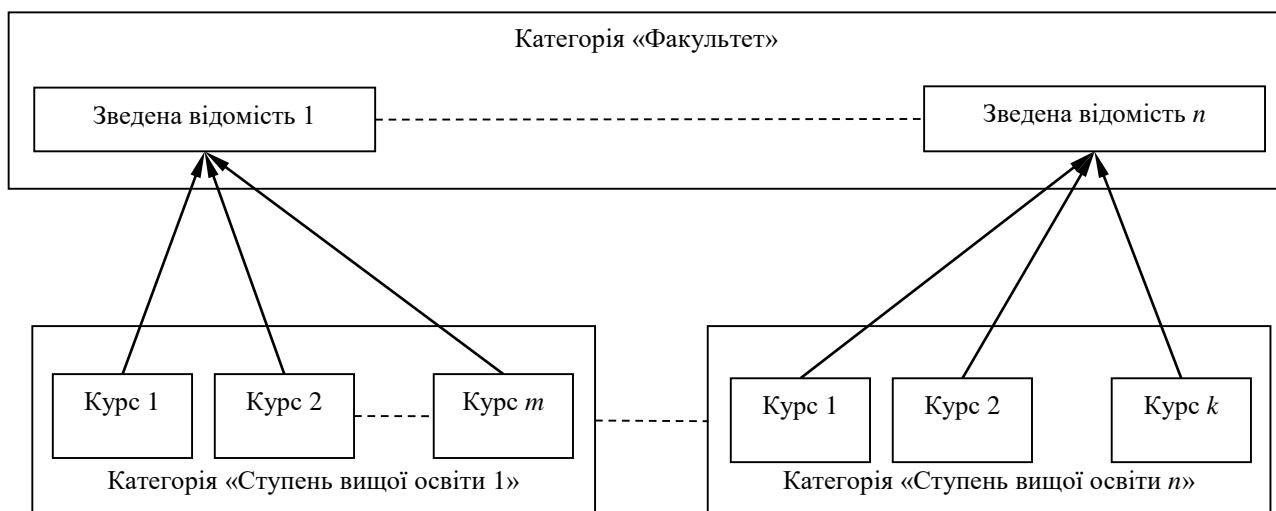 Категорія «Факультет»
Зведена відомість 1
Зведена відомість n
Курс 1
Курс 2
Курс m
Курс 1
Курс 2
Курс k
Категорія «Ступень вищої освіти 1»
Категорія «Ступень вищої освіти n»